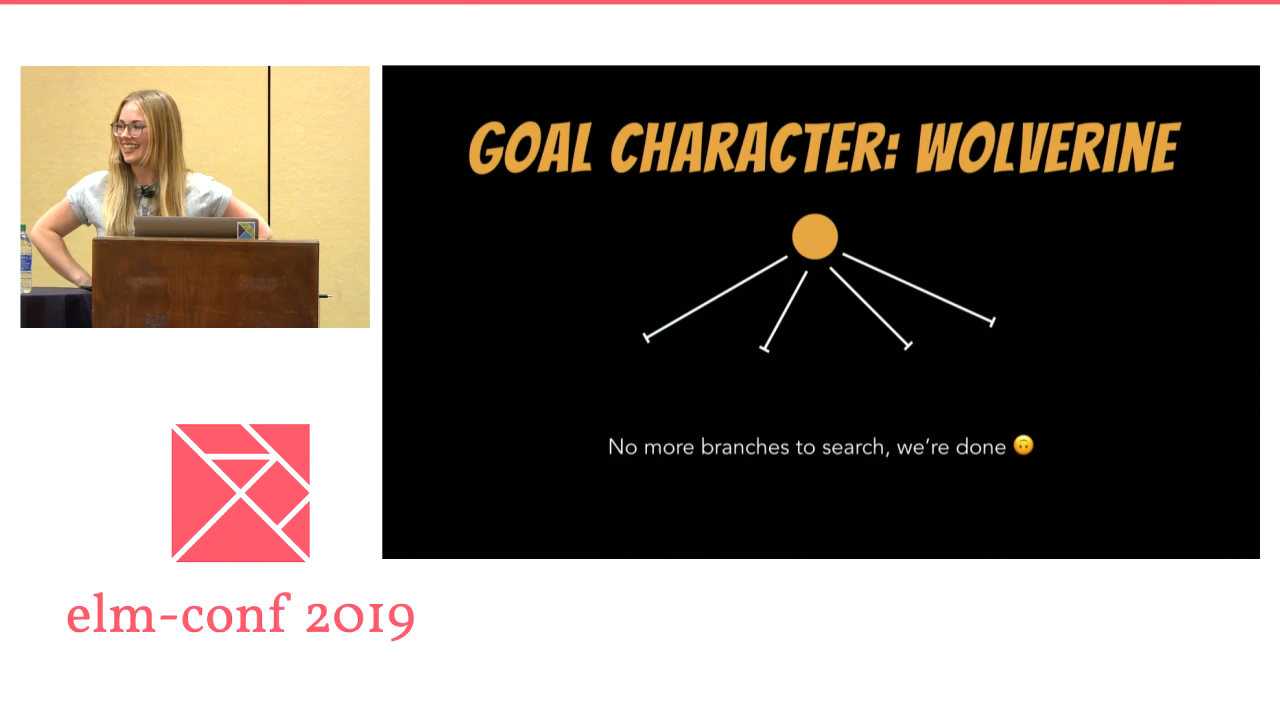 GOAL CHARACTER: WOLVERINE
No more branches to search, we’re done 🙃
elm-conf 2019